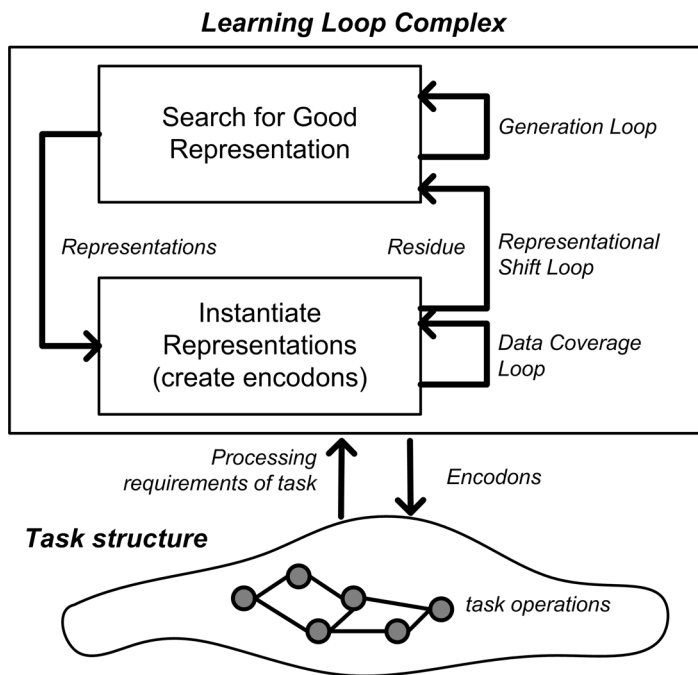 Learning Loop Complex
Search for Good
Representation
Generation Loop
Representations
Residue
Representational
Shift Loop
Instantiate
Representations
(create encodons)
Data Coverage
Loop
Processing
requirements of task
Encodons
Task structure
task operations